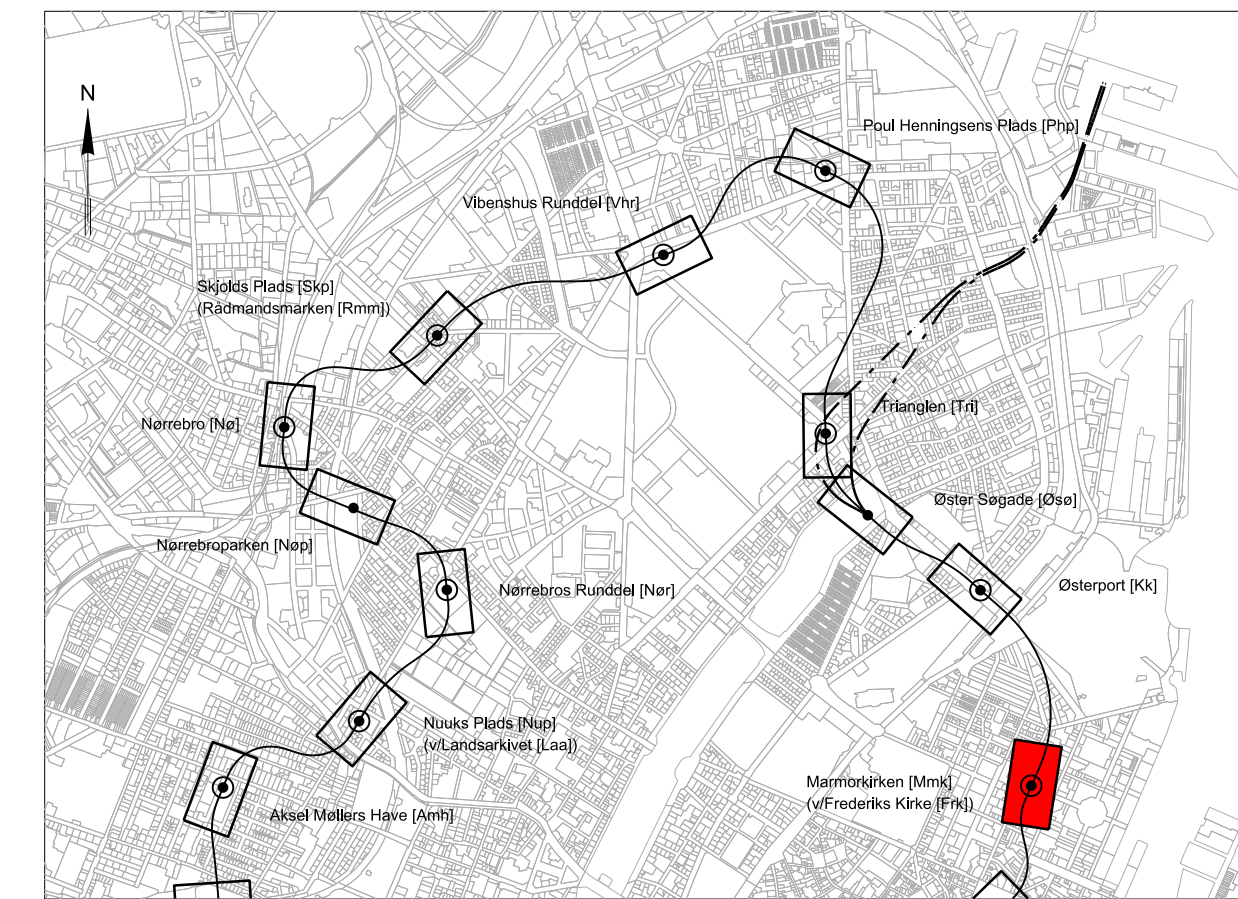 N
Poul Henningsens Plads [Php]
Vibenshus Runddel [Vhr]
Skjolds Plads [Skp]
(Rådmandsmarken [Rmm])
Trianglen [Tri]
Nørrebro [Nø]
Øster Søgade [Øsø]
Nørrebroparken [Nøp]
Østerport [Kk]
Nørrebros Runddel [Nør]
Nuuks Plads [Nup]
(v/Landsarkivet [Laa])
Marmorkirken [Mmk]
(v/Frederiks Kirke [Frk])
Aksel Møllers Have [Amh]